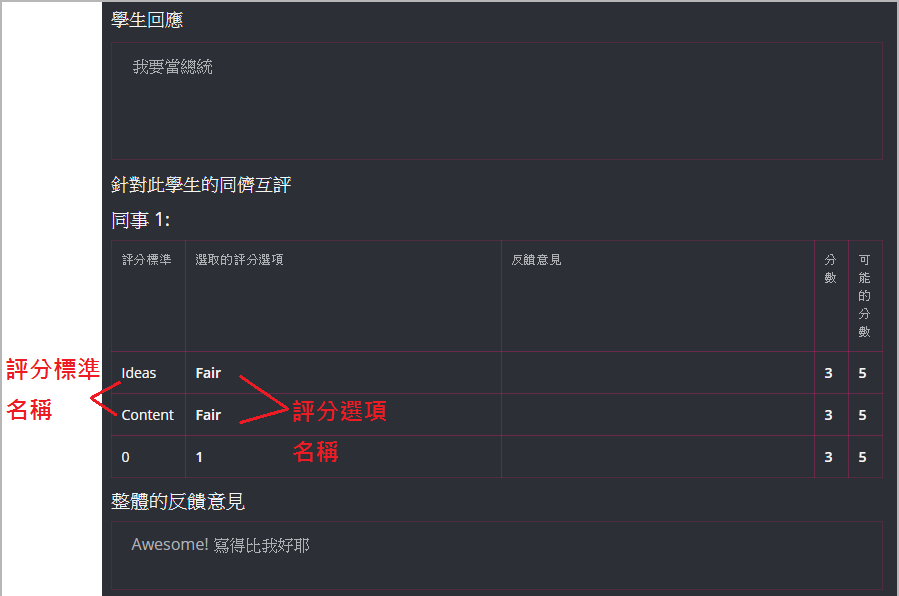 學生回應
我要當總統
針對此學生的同儕互評
同事 1:
評分標準 選取的評分選項 反饋意見 分數 可能的分數
評分標準名稱
Ideas Fair 3 5
Content Fair 3 5
評分選項名稱
0 1 3 5
整體的反饋意見
Awesome! 寫得比我好耶